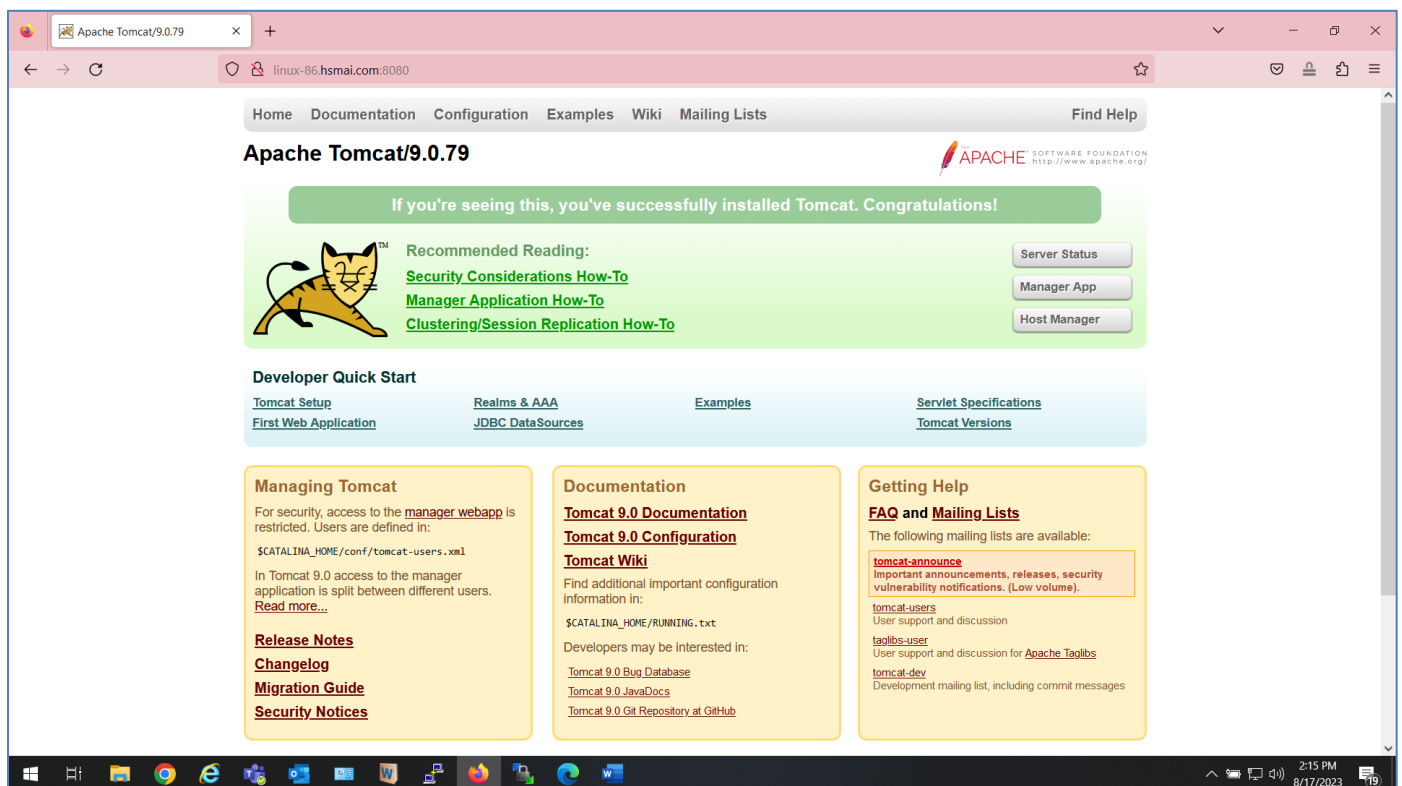 Apache Tomcat/9.0.79
linux-86.hsmai.com:8080
Home Documentation Configuration Examples Wiki Mailing Lists Find Help
Apache Tomcat/9.0.79
THE
APACHE® SOFTWARE FOUNDATION
http://www.apache.org/
If you're seeing this, you've successfully installed Tomcat. Congratulations!
TM
Recommended Reading:
Security Considerations How-To
Manager Application How-To
Clustering/Session Replication How-To
Server Status
Manager App
Host Manager
Developer Quick Start
Tomcat Setup
First Web Application
Realms & AAA
JDBC DataSources
Examples
Servlet Specifications
Tomcat Versions
Managing Tomcat
For security, access to the manager webapp is
restricted. Users are defined in:
$CATALINA_HOME/conf/tomcat-users.xml
In Tomcat 9.0 access to the manager
application is split between different users.
Read more...
Release Notes
Changelog
Migration Guide
Security Notices
Documentation
Tomcat 9.0 Documentation
Tomcat 9.0 Configuration
Tomcat Wiki
Find additional important configuration
information in:
$CATALINA_HOME/RUNNING.txt
Developers may be interested in:
Tomcat 9.0 Bug Database
Tomcat 9.0 JavaDocs
Tomcat 9.0 Git Repository at GitHub
Getting Help
FAQ and Mailing Lists
The following mailing lists are available:
tomcat-announce
Important announcements, releases, security
vulnerability notifications. (Low volume).
tomcat-users
User support and discussion
taglibs-user
User support and discussion for Apache Taglibs
tomcat-dev
Development mailing list, including commit messages
2:15 PM
8/17/2023
19